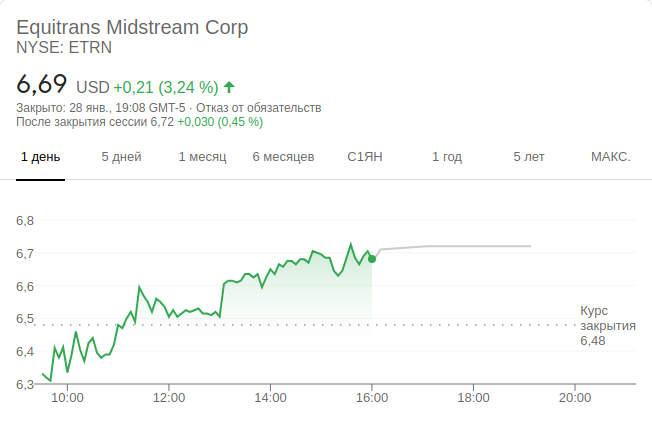 Equitrans Midstream Corp
NYSE: ETRN
6,69 USD +0,21 (3,24 %)
Закрыто: 28 янв., 19:08 GMT-5 · Отказ от обязательств
После закрытия сессии 6,72 +0,030 (0,45 %)
1 день 5 дней 1 месяц 6 месяцев С1ЯН 1 год 5 лет МАКС.
6,8
6,7
6,6
6,5
6,4
6,3
Курс
закрытия
6,48
10:00 12:00 14:00 16:00 18:00 20:00